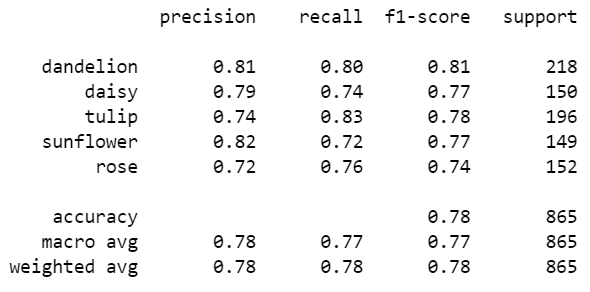 precision recall f1-score support
dandelion 0.81 0.80 0.81 218
daisy 0.79 0.74 0.77 150
tulip 0.74 0.83 0.78 196
sunflower 0.82 0.72 0.77 149
rose 0.72 0.76 0.74 152
accuracy 0.78 865
macro avg 0.78 0.77 0.77 865
weighted avg 0.78 0.78 0.78 865